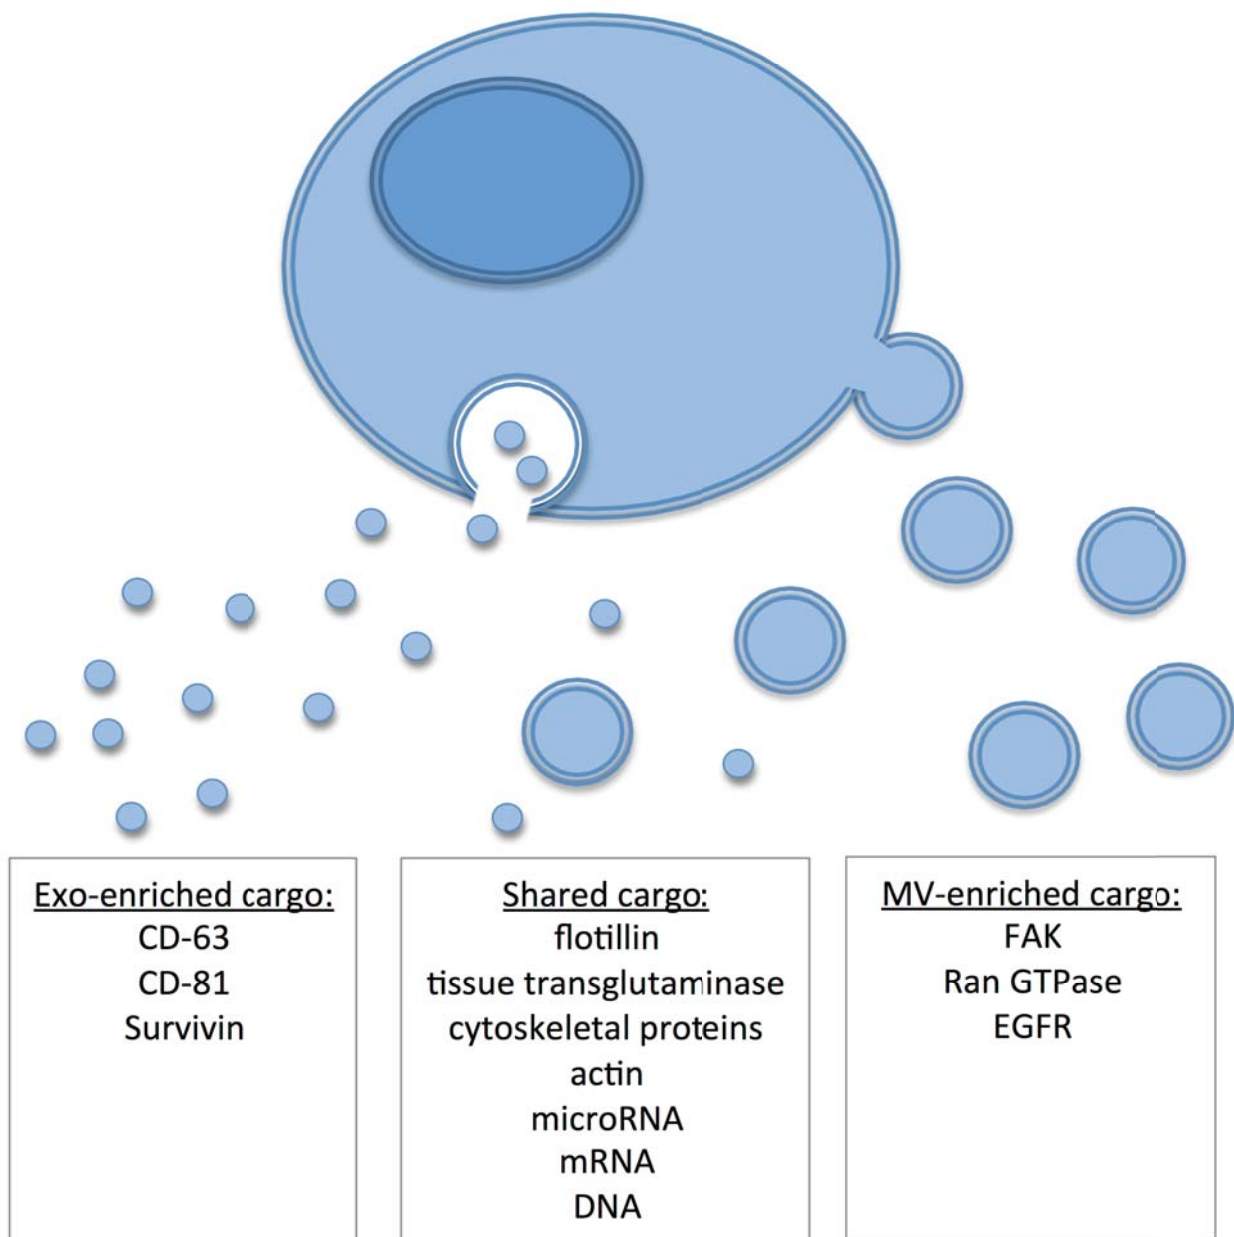 Exo-enriched cargo:
CD-63
CD-81
Survivin
Shared cargo:
flotillin
tissue transglutaminase
cytoskeletal proteins
actin
microRNA
mRNA
DNA
MV-enriched cargo:
FAK
Ran GTPase
EGFR